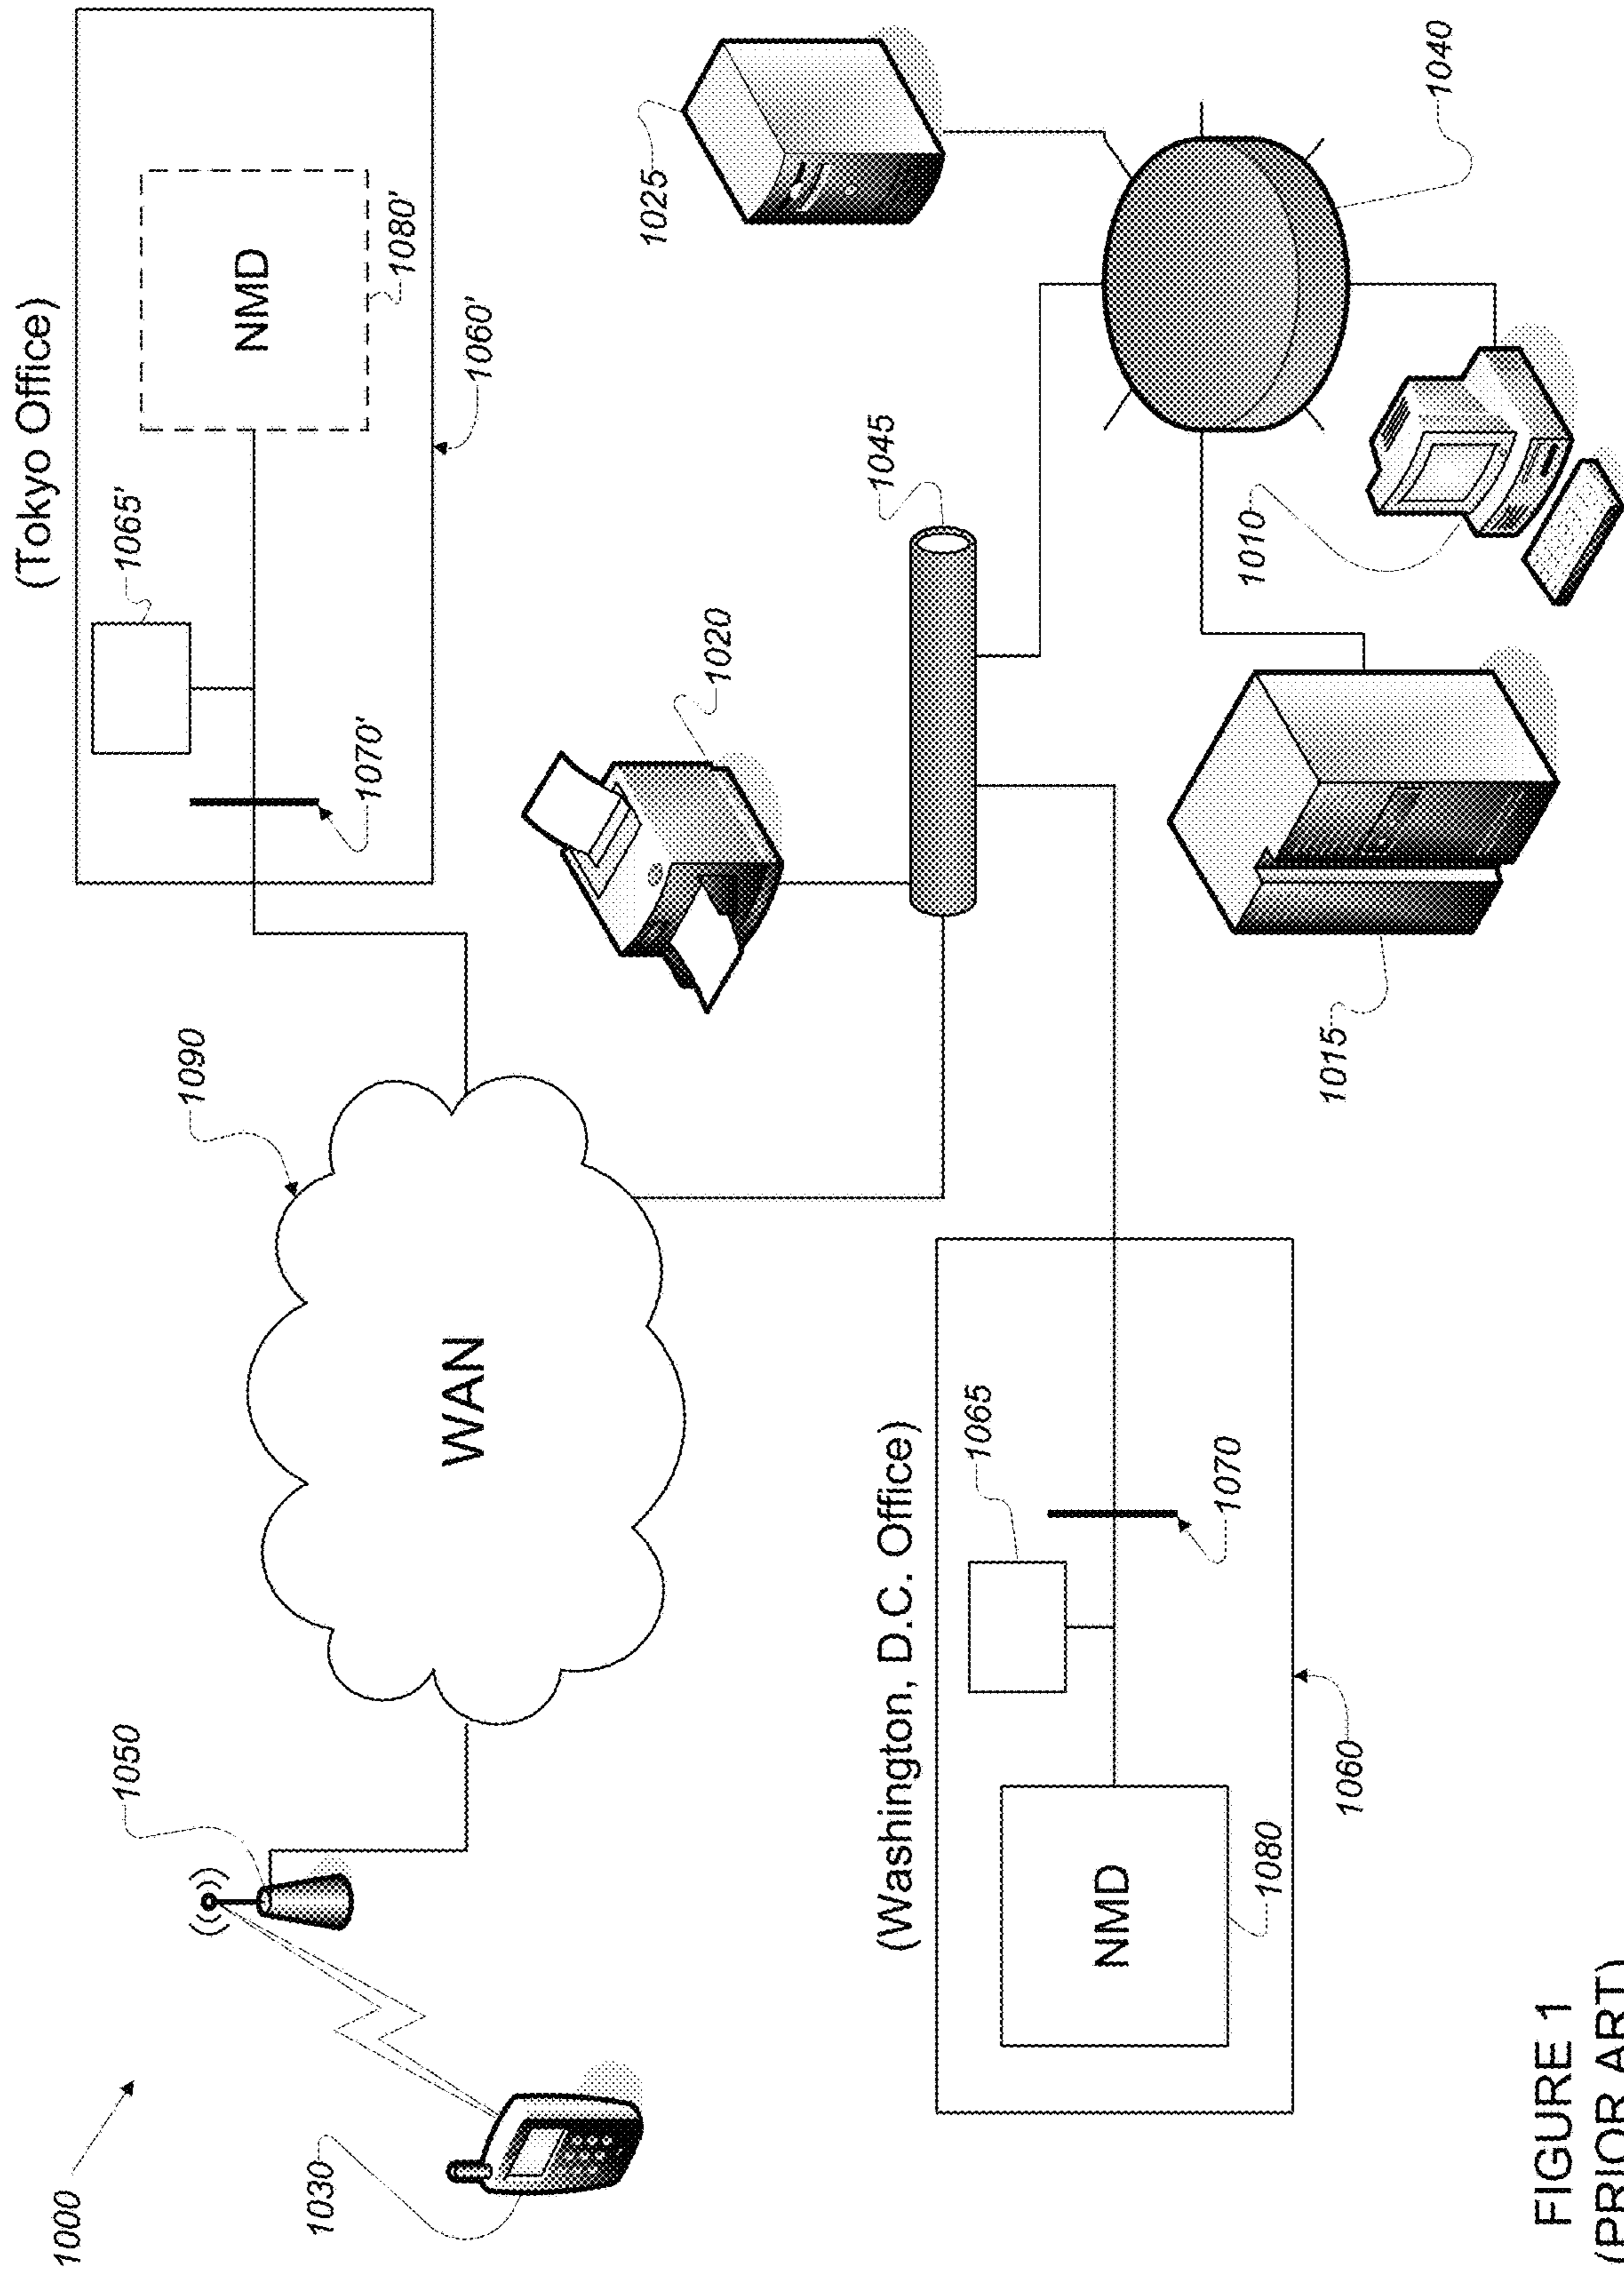 1000
1050
1090
(Tokyo Office)
1065'
1070'
NMD
1080'
1060'
1030
WAN
1020
1025
(Washington, D.C. Office)
1045
1065
NMD
1070
1080
1060
1015
1010
1040
FIGURE 1
(PRIOR ART)